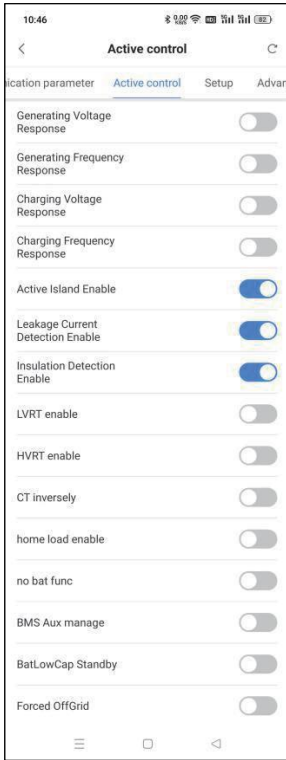 10:46
Active control
ication parameter Active control Setup Advar
Generating Voltage
Response
Generating Frequency
Response
Charging Voltage
Response
Charging Frequency
Response
Active Island Enable
Leakage Current
Detection Enable
Insulation Detection
Enable
LVRT enable
HVRT enable
CT inversely
home load enable
no bat func
BMS Aux manage
BatLowCap Standby
Forced OffGrid